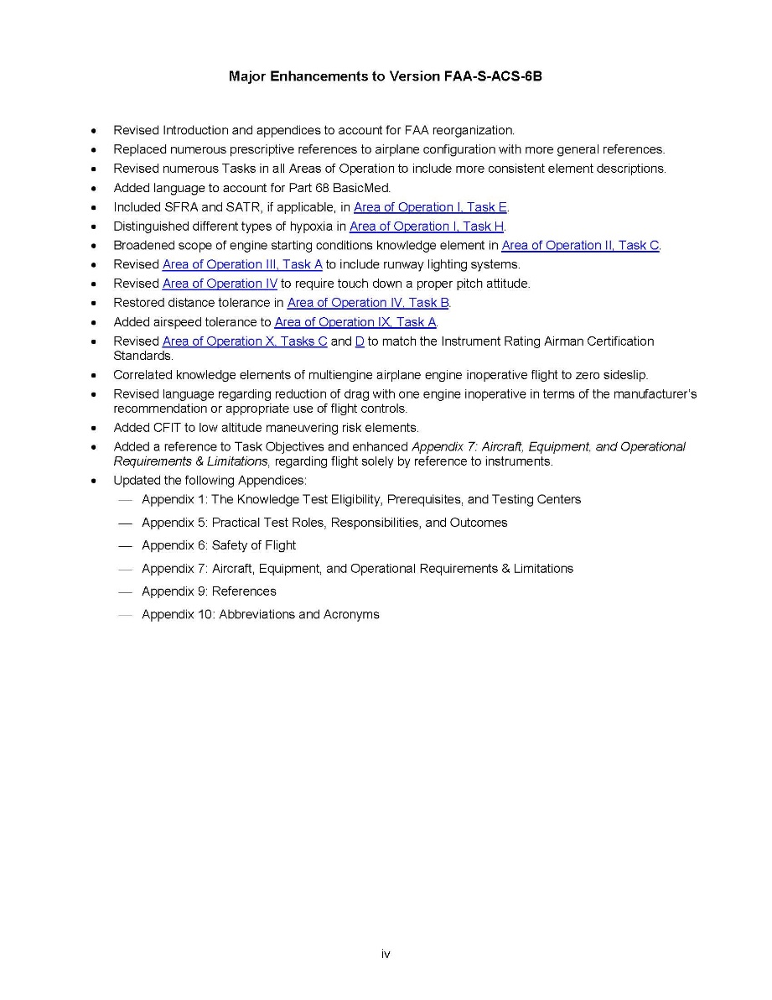 Major Enhancements to Version FAA-S-ACS-6B
• Revised Introduction and appendices to account for FAA reorganization.
• Replaced numerous prescriptive references to airplane configuration with more general references.
• Revised numerous Tasks in all Areas of Operation to include more consistent element descriptions.
• Added language to account for Part 68 BasicMed.
• Included SFRA and SATR, if applicable, in Area of Operation I, Task E.
• Distinguished different types of hypoxia in Area of Operation I, Task H.
• Broadened scope of engine starting conditions knowledge element in Area of Operation II, Task C.
• Revised Area of Operation III, Task A to include runway lighting systems.
• Revised Area of Operation IV to require touch down a proper pitch attitude.
• Restored distance tolerance in Area of Operation IV, Task B.
• Added airspeed tolerance to Area of Operation IX, Task A.
• Revised Area of Operation X, Tasks C and D to match the Instrument Rating Airman Certification
Standards.
• Correlated knowledge elements of multiengine airplane engine inoperative flight to zero sideslip.
• Revised language regarding reduction of drag with one engine inoperative in terms of the manufacturer's
recommendation or appropriate use of flight controls.
• Added CFIT to low altitude maneuvering risk elements.
• Added a reference to Task Objectives and enhanced Appendix 7: Aircraft, Equipment, and Operational
Requirements & Limitations, regarding flight solely by reference to instruments.
• Updated the following Appendices:
— Appendix 1: The Knowledge Test Eligibility, Prerequisites, and Testing Centers
— Appendix 5: Practical Test Roles, Responsibilities, and Outcomes
— Appendix 6: Safety of Flight
— Appendix 7: Aircraft, Equipment, and Operational Requirements & Limitations
— Appendix 9: References
— Appendix 10: Abbreviations and Acronyms
iv